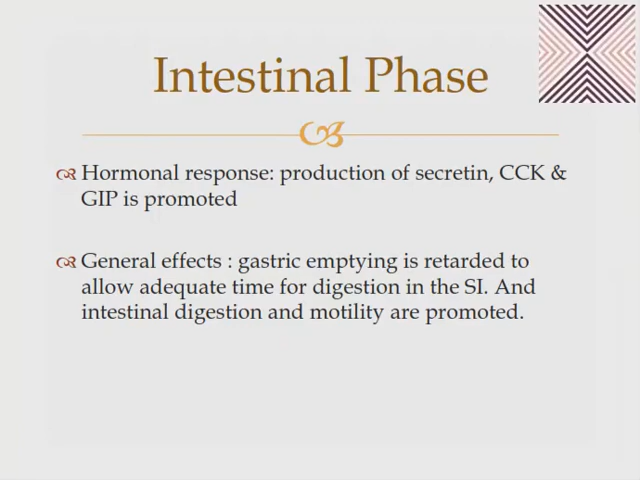 Intestinal Phase
Hormonal response: production of secretin, CCK &
GIP is promoted
General effects : gastric emptying is retarded to
allow adequate time for digestion in the SI. And
intestinal digestion and motility are promoted.